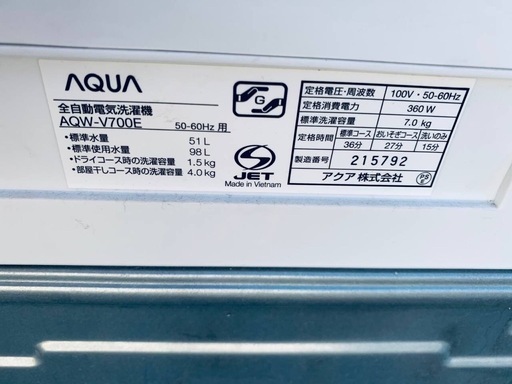 AQUA
全自動電気洗濯機
AQW-V700E 50-60Hz 用
・標準水量 51 L
・標準使用水量 98 L
・ドライコース時の洗濯容量 1.5 kg
・部屋干しコース時の洗濯容量 4.0 kg
G
JET
Made in Vietnam
定格電圧・周波数 100V・50-60Hz
定格消費電力 360 W
標準洗濯容量 7.0 kg
定格時間 標準コース おいそぎコース 洗いのみ
36分 27分 15分
製造番号 215792
アクア 株式会社
PS
E